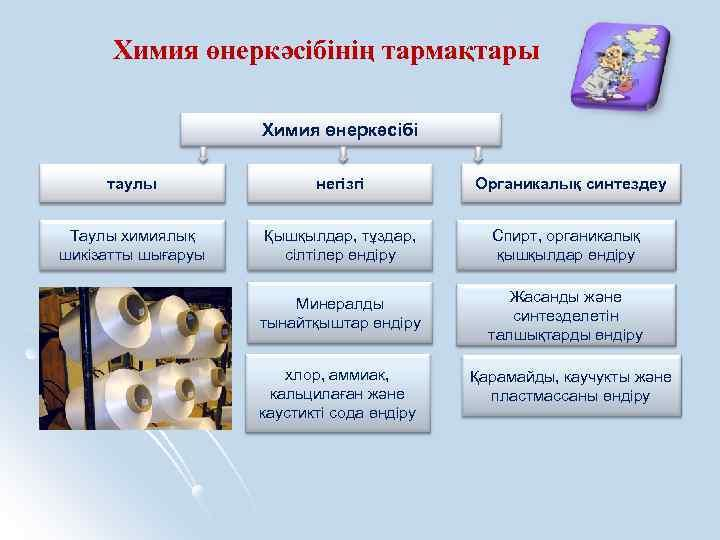 Химия өнеркәсібінің тармақтары
Химия өнеркәсібі
таулы
негізгі
Органикалық синтездеу
Таулы химиялық
шикізатты шығаруы
Қышқылдар, тұздар,
сілтілер өндіру
Спирт, органикалық
қышқылдар өндіру
Минералды
тынайтқыштар өндіру
Жасанды және
синтезделетін
талшықтарды өндіру
хлор, аммиак,
кальцилаған және
каустикті сода өндіру
Қарамайды, каучукты және
пластмассаны өндіру